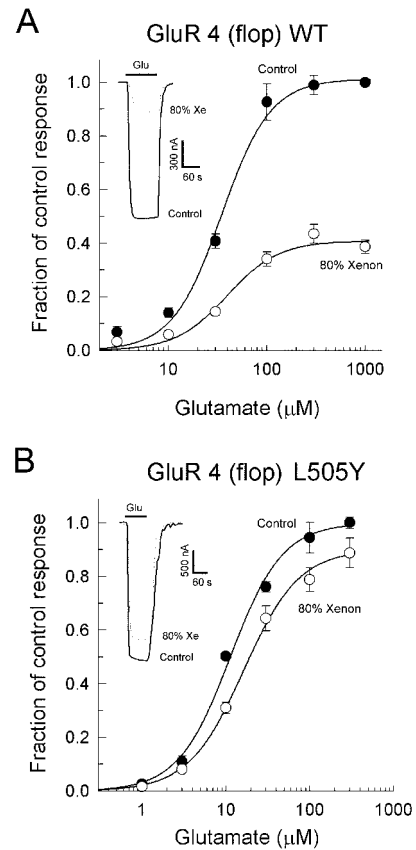 A
GluR 4 (flop) WT
Fraction of control response
1.0
0.8
0.6
0.4
0.2
0.0
Glu
80% Xe
300 nA
60 s
Control
Control
80% Xenon
10
100
1000
Glutamate (μM)
B
GluR 4 (flop) L505Y
Fraction of control response
1.0
0.8
0.6
0.4
0.2
0.0
Glu
500 nA
60 s
80% Xe
Control
Control
80% Xenon
1
10
100
1000
Glutamate (μM)